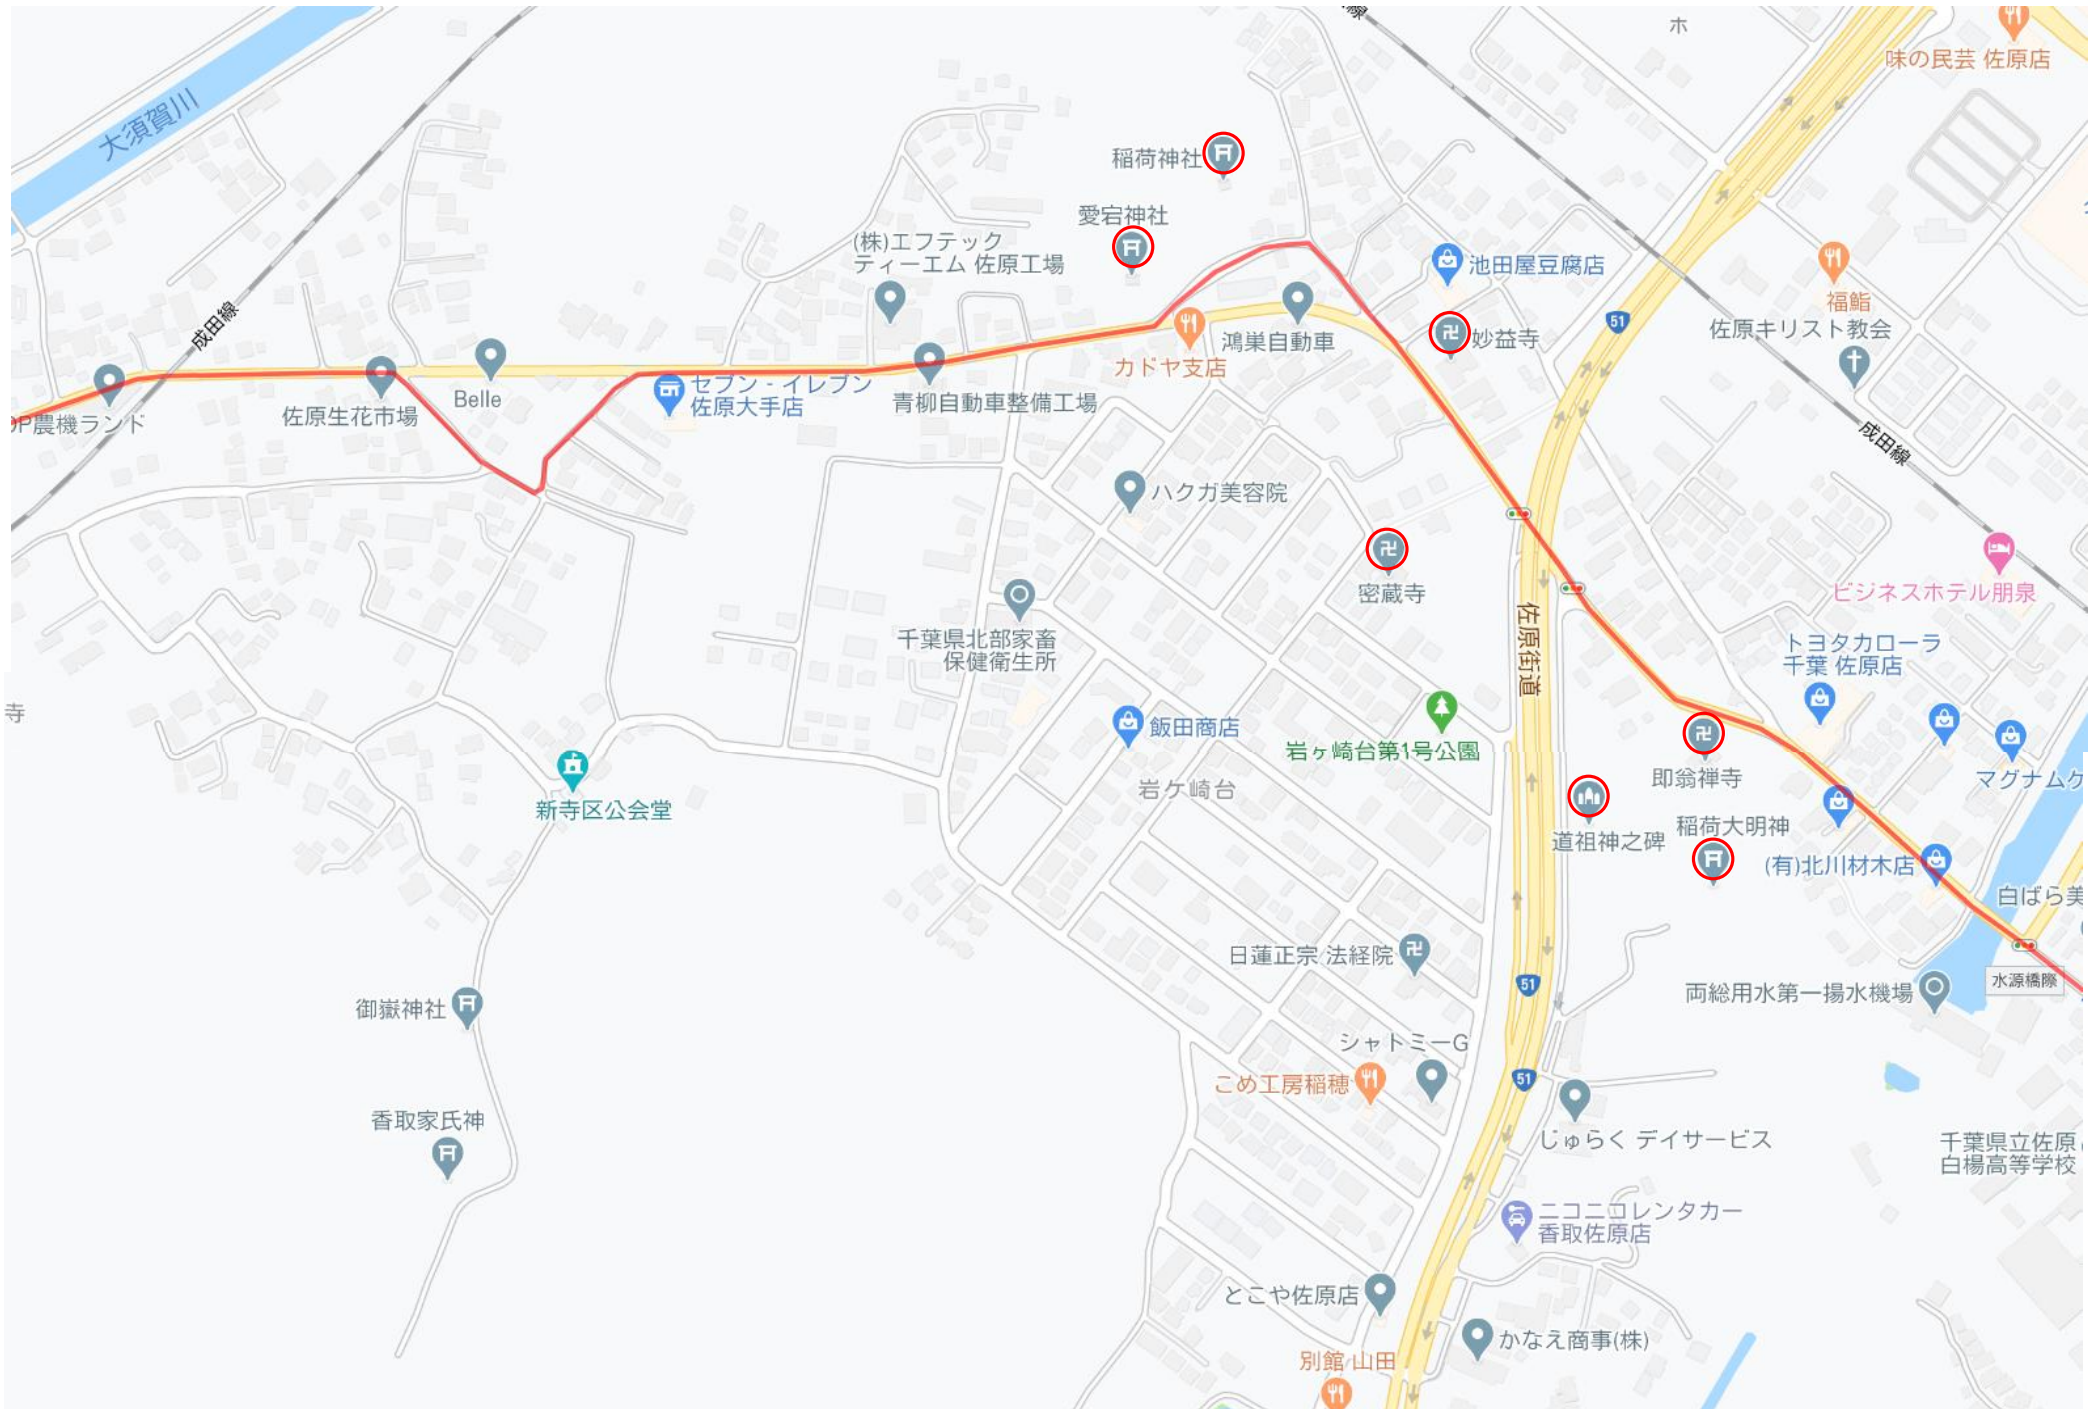 ホ
味の民芸 佐原店
大須賀川
稲荷神社
愛宕神社
(株)エフテック
ティーエム 佐原工場
池田屋豆腐店
福鮨
佐原キリスト教会
51
成田線
鴻巣自動車
妙益寺
カドヤ支店
セブン‐イレブン
佐原大手店
青柳自動車整備工場
Belle
佐原生花市場
OP農機ランド
成田線
ハクガ美容院
密蔵寺
ビジネスホテル朋泉
千葉県北部家畜
保健衛生所
佐原街道
トヨタカローラ
千葉 佐原店
寺
飯田商店
岩ヶ崎台第1号公園
即翁禅寺
マグナムケ
岩ケ崎台
新寺区公会堂
道祖神之碑
稲荷大明神
(有)北川材木店
白ばら美
日蓮正宗 法経院
51
両総用水第一揚水機場
水源橋際
御嶽神社
シャトミーG
こめ工房稲穂
51
香取家氏神
じゅらく デイサービス
千葉県立佐原
白楊高等学校
ニコニコレンタカー
香取佐原店
とこや佐原店
かなえ商事(株)
別館 山田